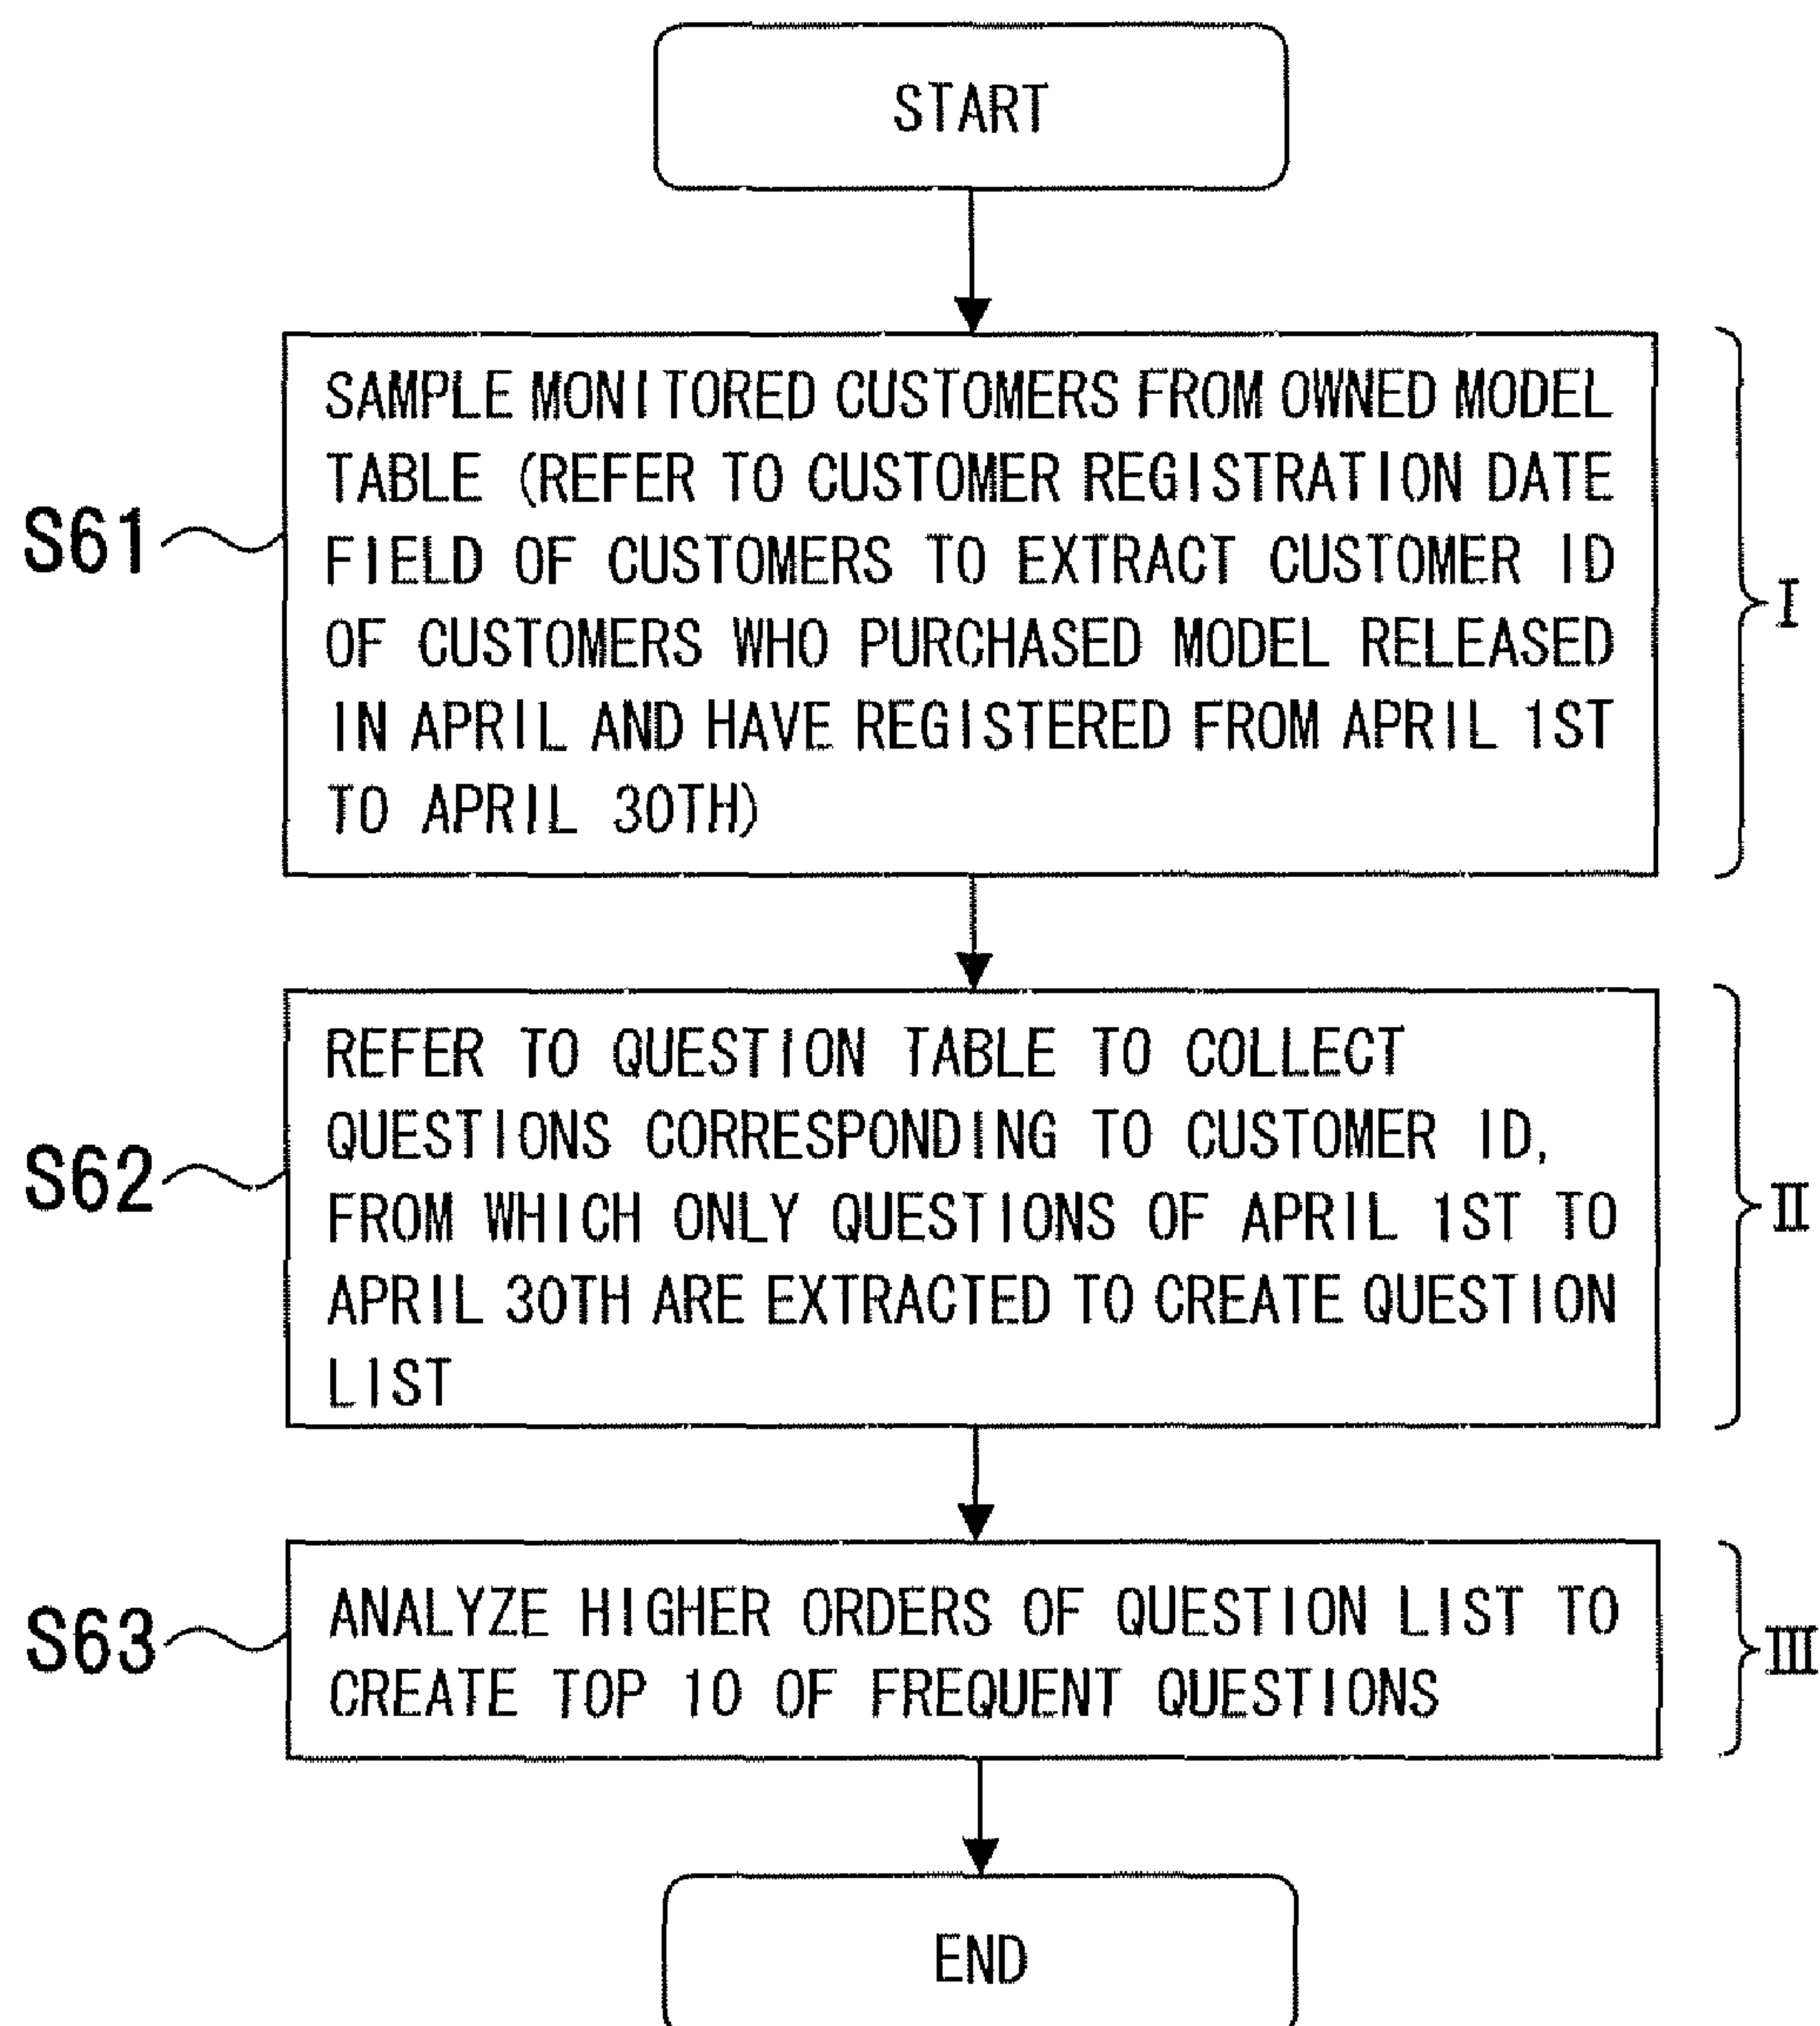 START
SAMPLE MONITORED CUSTOMERS FROM OWNED MODEL
TABLE (REFER TO CUSTOMER REGISTRATION DATE
FIELD OF CUSTOMERS TO EXTRACT CUSTOMER ID
OF CUSTOMERS WHO PURCHASED MODEL RELEASED
IN APRIL AND HAVE REGISTERED FROM APRIL 1ST
TO APRIL 30TH)
S61
I
REFER TO QUESTION TABLE TO COLLECT
QUESTIONS CORRESPONDING TO CUSTOMER ID,
FROM WHICH ONLY QUESTIONS OF APRIL 1ST TO
APRIL 30TH ARE EXTRACTED TO CREATE QUESTION
LIST
S62
II
ANALYZE HIGHER ORDERS OF QUESTION LIST TO
CREATE TOP 10 OF FREQUENT QUESTIONS
S63
III
END